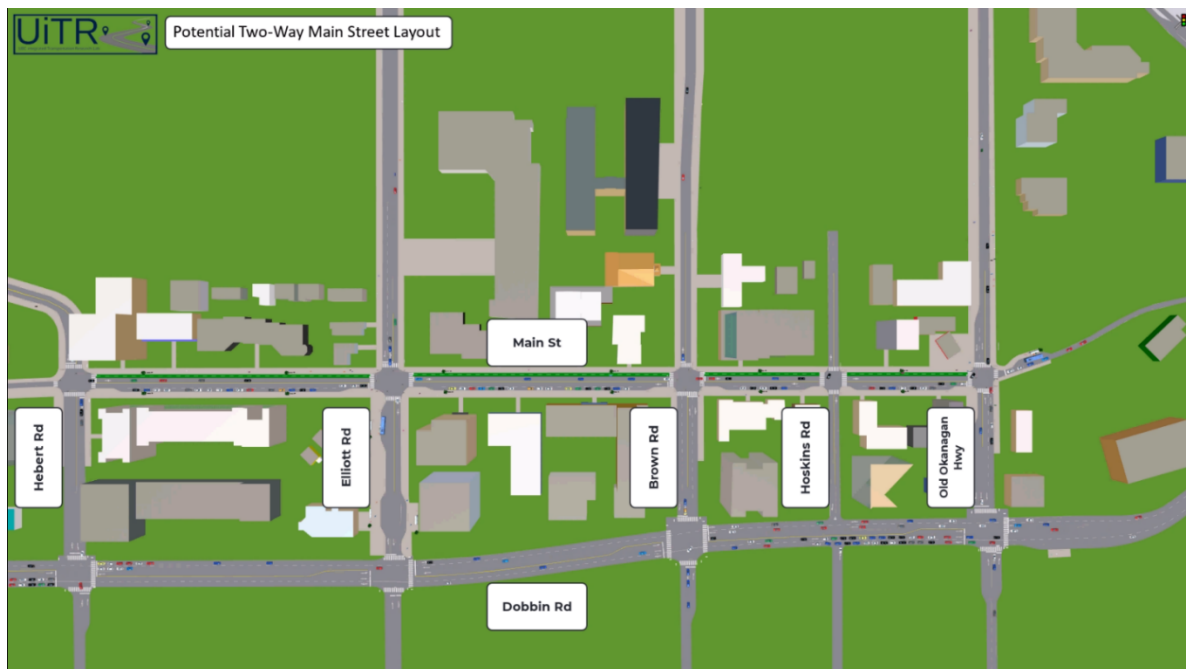 UiTR
Potential Two-Way Main Street Layout
Main St
Hebert Rd
Elliott Rd
Brown Rd
Hoskins Rd
Old Okanagan
Hwy
Dobbin Rd